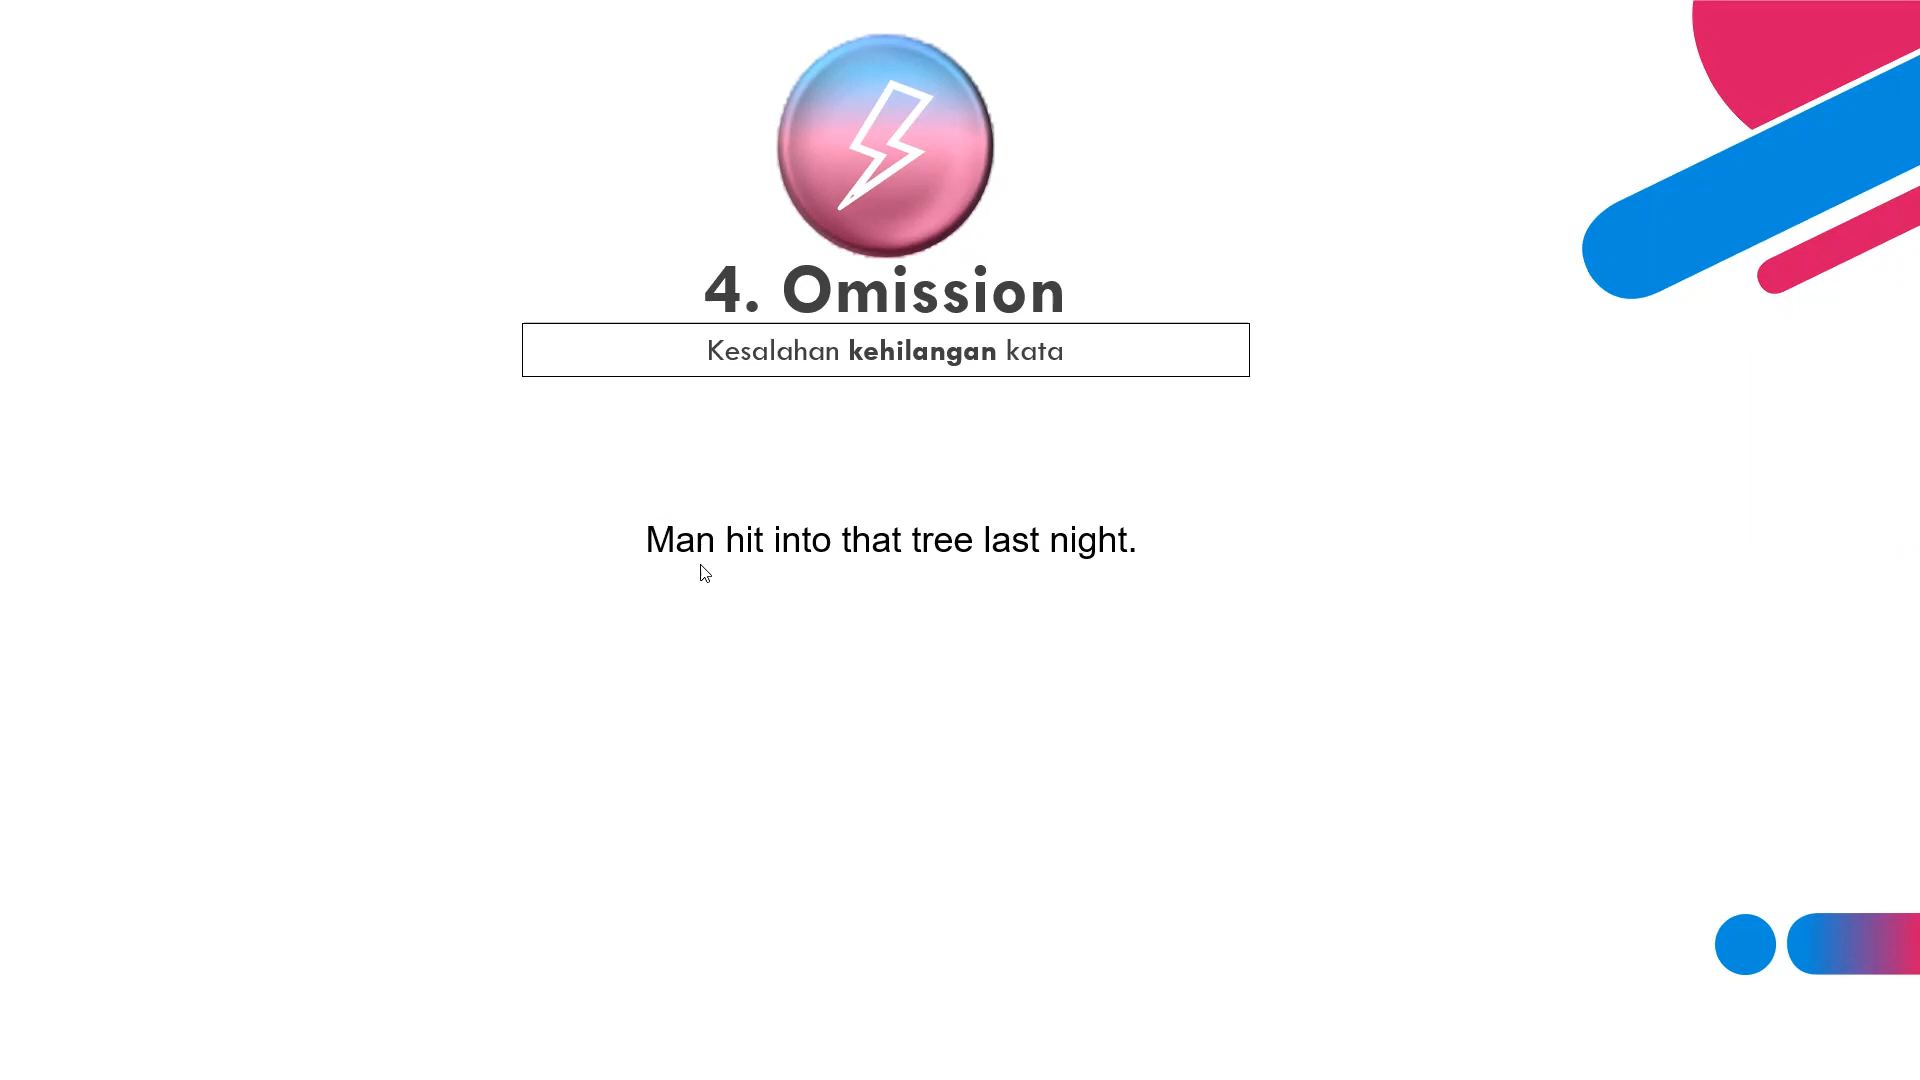 4. Omission
Kesalahan kehilangan kata
Man hit into that tree last night.